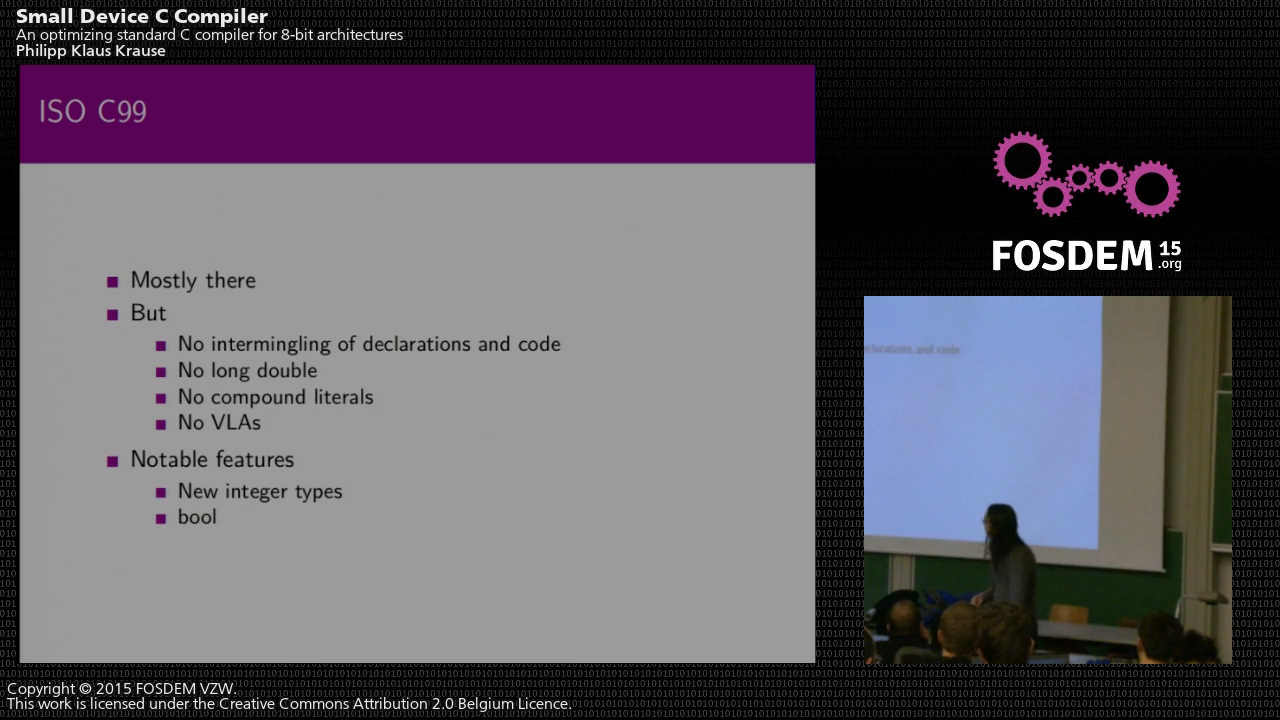 Small Device C Compiler
An optimizing standard C compiler for 8-bit architectures
Philipp Klaus Krause
ISO C99
Mostly there
But
No intermingling of declarations and code
No long double
No compound literals
No VLAs
Notable features
New integer types
bool
FOSDEM 15
.org
clarations and code
Copyright © 2015 FOSDEM VZW.
This work is licensed under the Creative Commons Attribution 2.0 Belgium Licence.